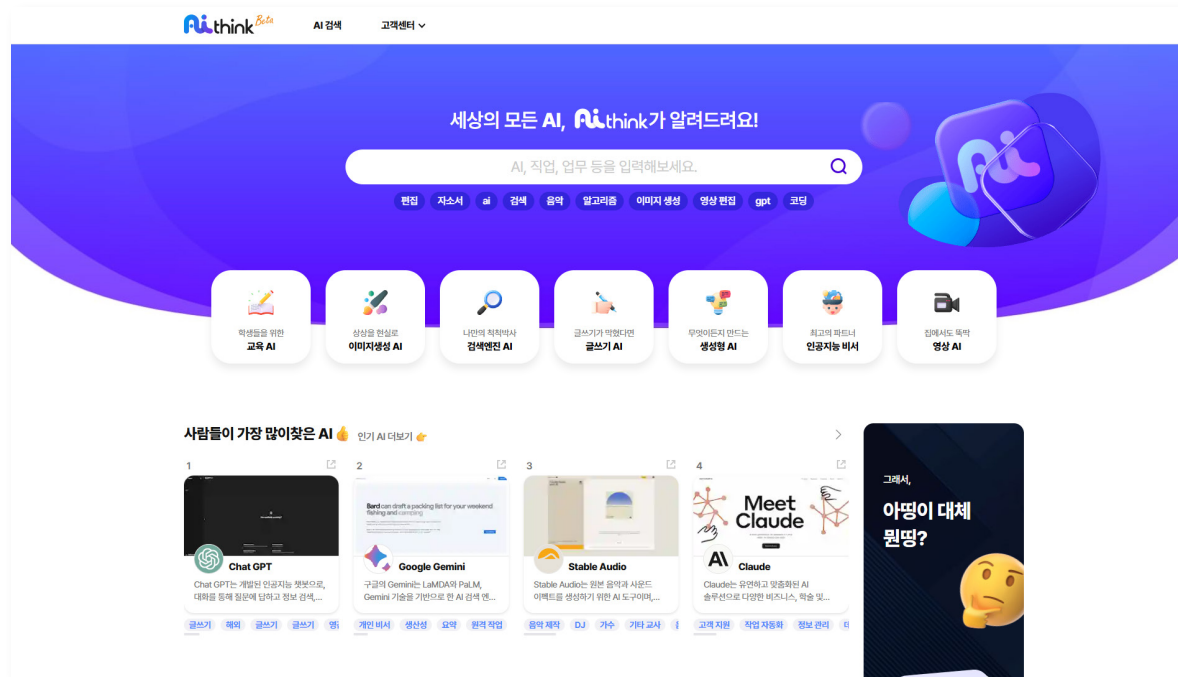 Aithink Beta
AI 검색
고객센터
세상의 모든 AI, Aithink가 알려드려요!
AI, 직업, 업무 등을 입력해보세요.
편집 자소서 ai 검색 음악 알고리즘 이미지 생성 영상 편집 gpt 코딩
학생들을 위한
교육 AI
상상을 현실로
이미지생성 AI
나만의 척척박사
검색엔진 AI
글쓰기가 막혔다면
글쓰기 AI
무엇이든지 만드는
생성형 AI
최고의 파트너
인공지능 비서
집에서도 뚝딱
영상 AI
사람들이 가장 많이찾은 AI 인기 AI 더보기
1
Chat GPT
Chat GPT는 개발된 인공지능 챗봇으로,
대화를 통해 질문에 답하고 정보 검색,...
글쓰기 해외 글쓰기 글쓰기
2
Bard can draft a packing list for your weekend
fishing and camping
Google Gemini
구글의 Gemini는 LaMDA와 PaLM,
Gemini 기술을 기반으로 한 AI 검색 엔...
개인 비서 생산성 요약 원격 작업
3
Stable Audio
Stable Audio는 원본 음악과 사운드
이펙트를 생성하기 위한 AI 도구이며,...
음악 제작 DJ 가수 기타 교사
4
Meet
Claude
AI
Claude
Claude는 유연하고 맞춤화된 AI
솔루션으로 다양한 비즈니스, 학술 및...
고객 지원 작업 자동화 정보 관리
그래서,
아띵이 대체
뭔띵?